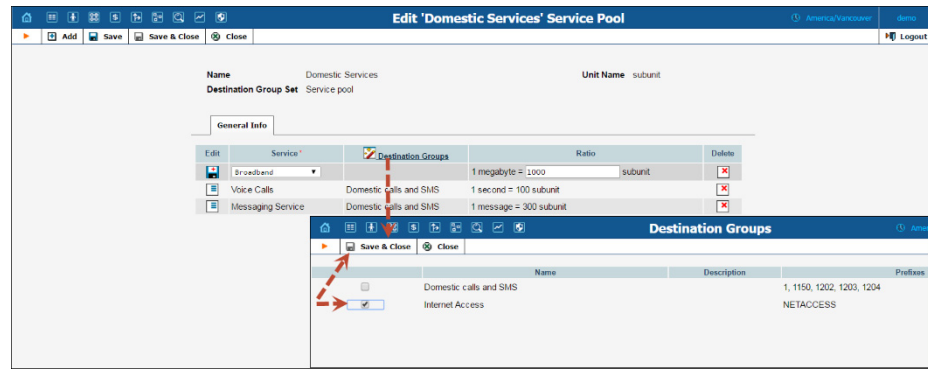 Edit 'Domestic Services' Service Pool
America/Vancouver demo
Add Save Save & Close Close Logout
Name Domestic Services Unit Name subunit
Destination Group Set Service pool
General Info
Edit Service* Destination Groups Ratio Delete
Broadband 1 megabyte = 1000 subunit
Voice Calls Domestic calls and SMS 1 second = 100 subunit
Messaging Service Domestic calls and SMS 1 message = 300 subunit
Destination Groups Amer
Save & Close Close
Name Description Prefixes
Domestic calls and SMS 1, 1150, 1202, 1203, 1204
Internet Access NETACCESS